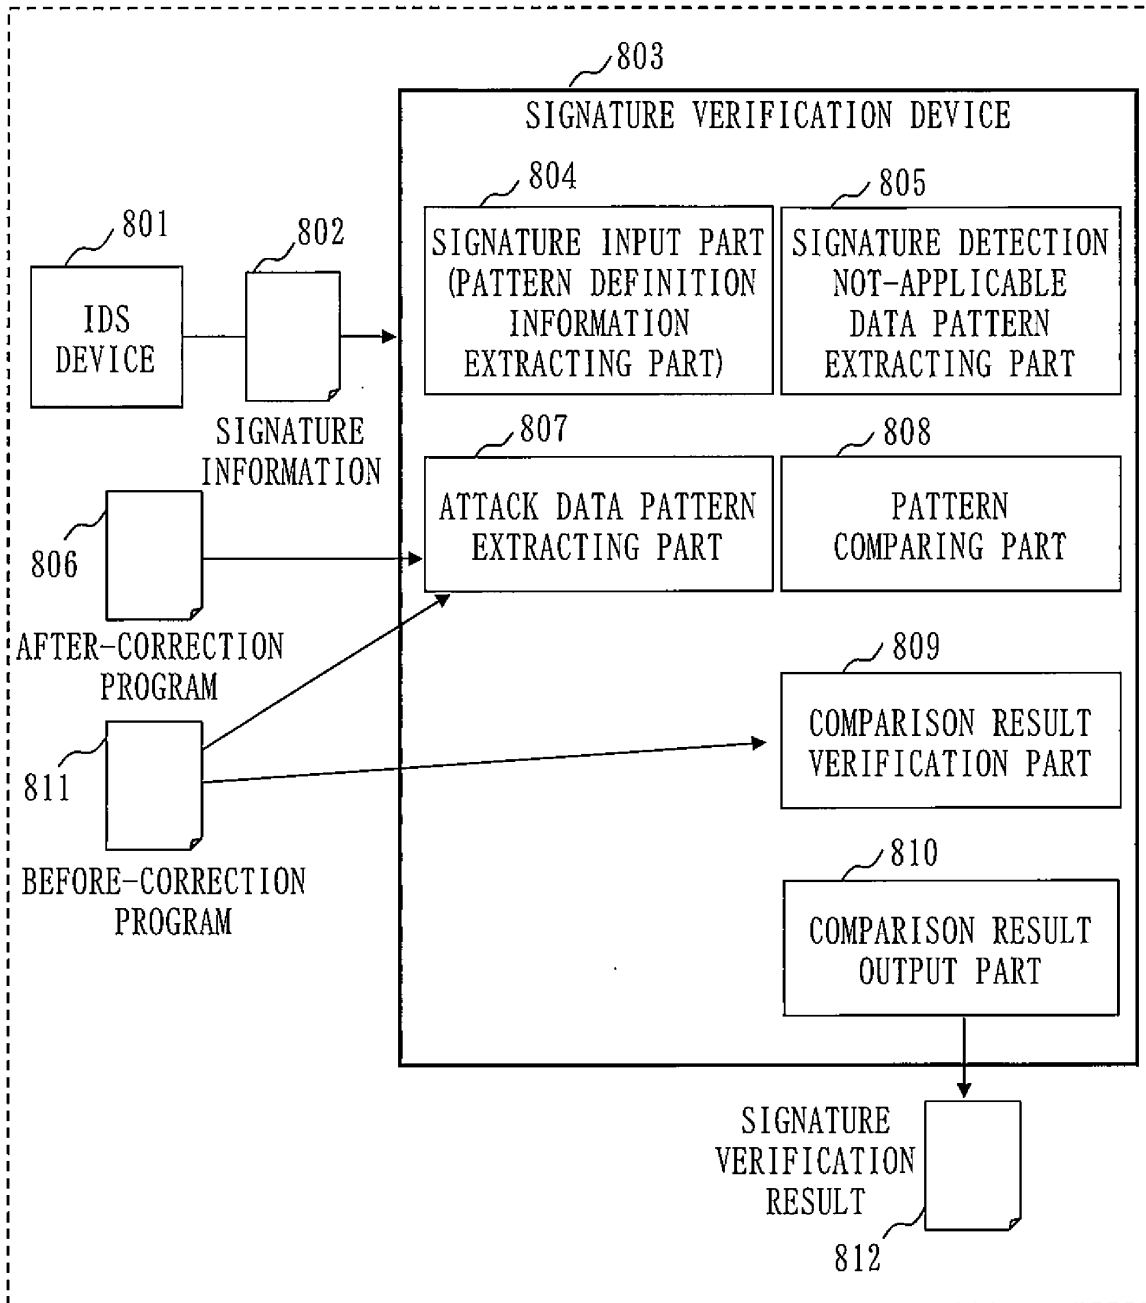 803
SIGNATURE VERIFICATION DEVICE
804
SIGNATURE INPUT PART
(PATTERN DEFINITION
INFORMATION
EXTRACTING PART)
805
SIGNATURE DETECTION
NOT-APPLICABLE
DATA PATTERN
EXTRACTING PART
801
IDS
DEVICE
802
SIGNATURE
INFORMATION
807
ATTACK DATA PATTERN
EXTRACTING PART
808
PATTERN
COMPARING PART
806
AFTER-CORRECTION
PROGRAM
809
COMPARISON RESULT
VERIFICATION PART
811
BEFORE-CORRECTION
PROGRAM
810
COMPARISON RESULT
OUTPUT PART
SIGNATURE
VERIFICATION
RESULT
812